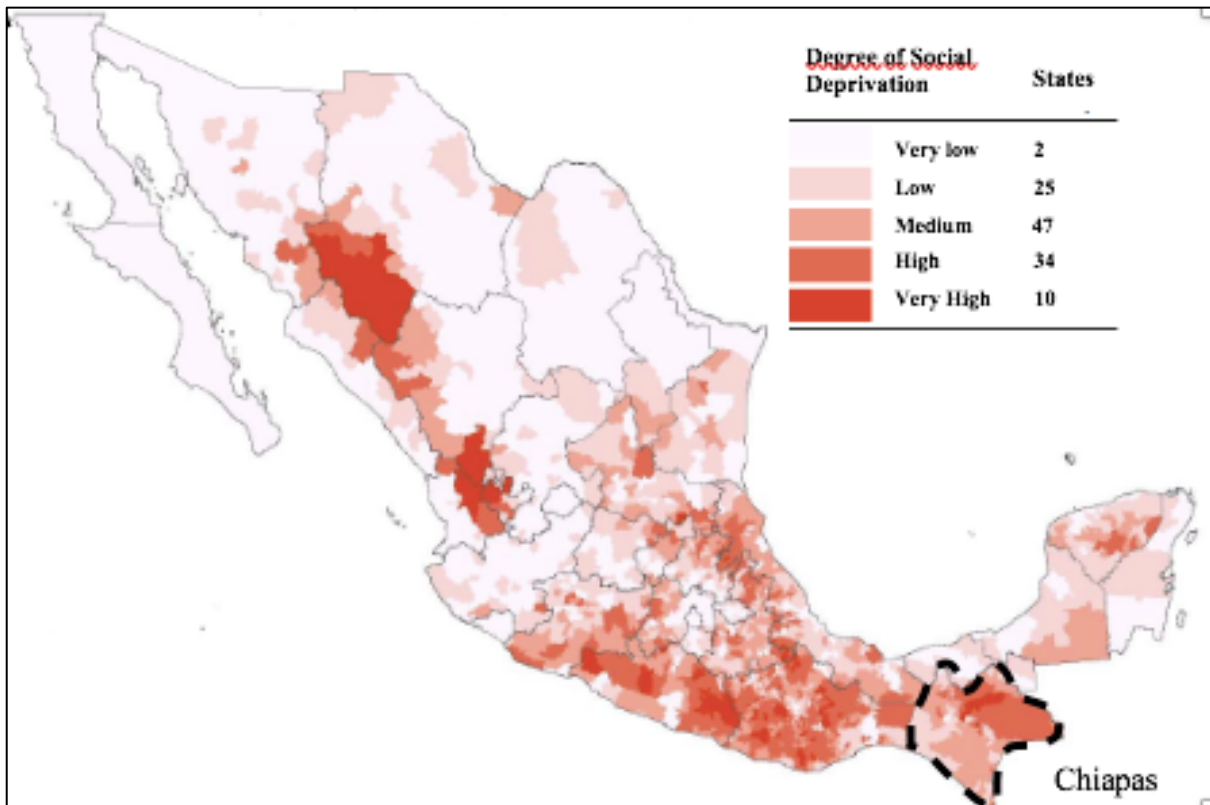 Degree of Social Deprivation States
Very low 2
Low 25
Medium 47
High 34
Very High 10
Chiapas